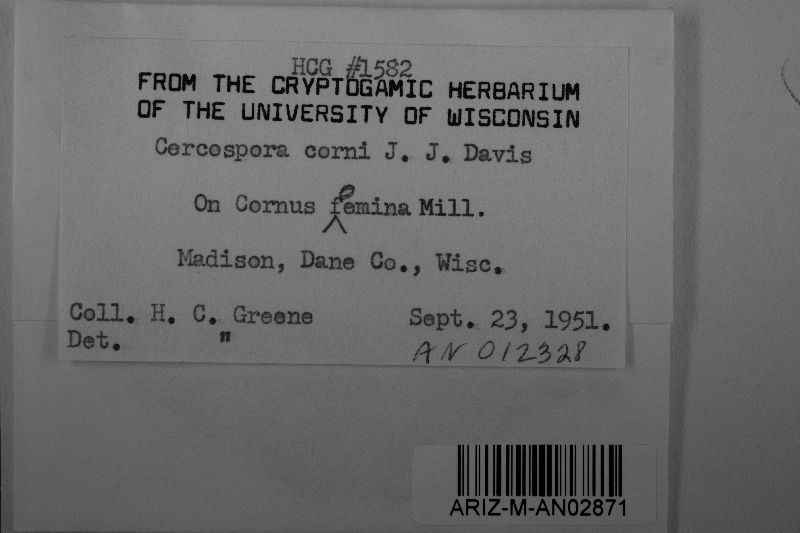 HCG #1582
FROM THE CRYPTOGAMIC HERBARIUM
OF THE UNIVERSITY OF WISCONSIN
Cercospora corni J. J. Davis
On Cornus foemina Mill.
Madison, Dane Co., Wisc.
Coll. H. C. Greene Sept. 23, 1951.
Det. " AN 012328
ARIZ-M-AN02871